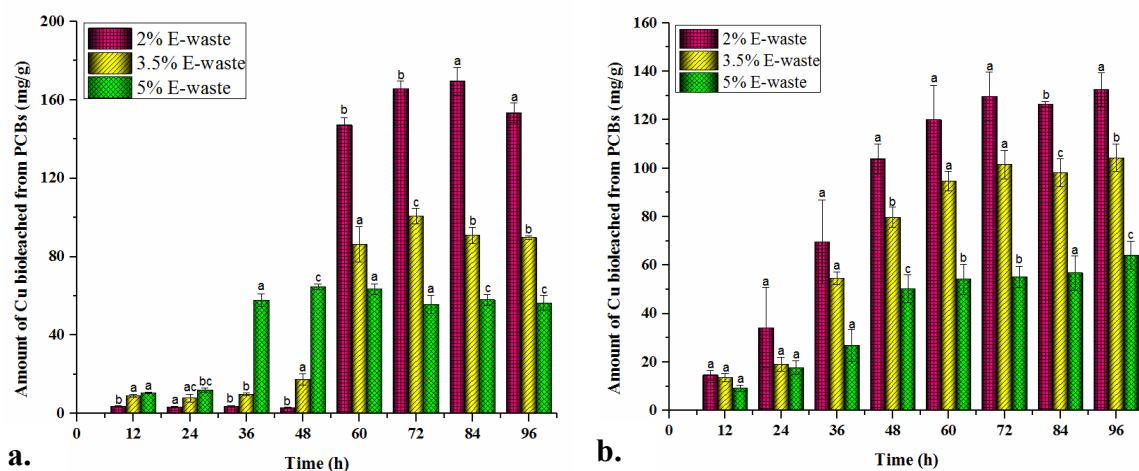 200
160
120
80
40
0
Amount of Cu bioleached from PCBs (mg/g)
2% E-waste
3.5% E-waste
5% E-waste
b a a
a ac bc
b b a
b b c
b a a
b c a
a b a
a b a
0 12 24 36 48 60 72 84 96
Time (h)
a.
160
140
120
100
80
60
40
20
0
Amount of Cu bioleached from PCBs (mg/g)
2% E-waste
3.5% E-waste
5% E-waste
a a a
a a a
a a a
a b c
a a b
a a b
b c a
a b c
0 12 24 36 48 60 72 84 96
Time (h)
b.